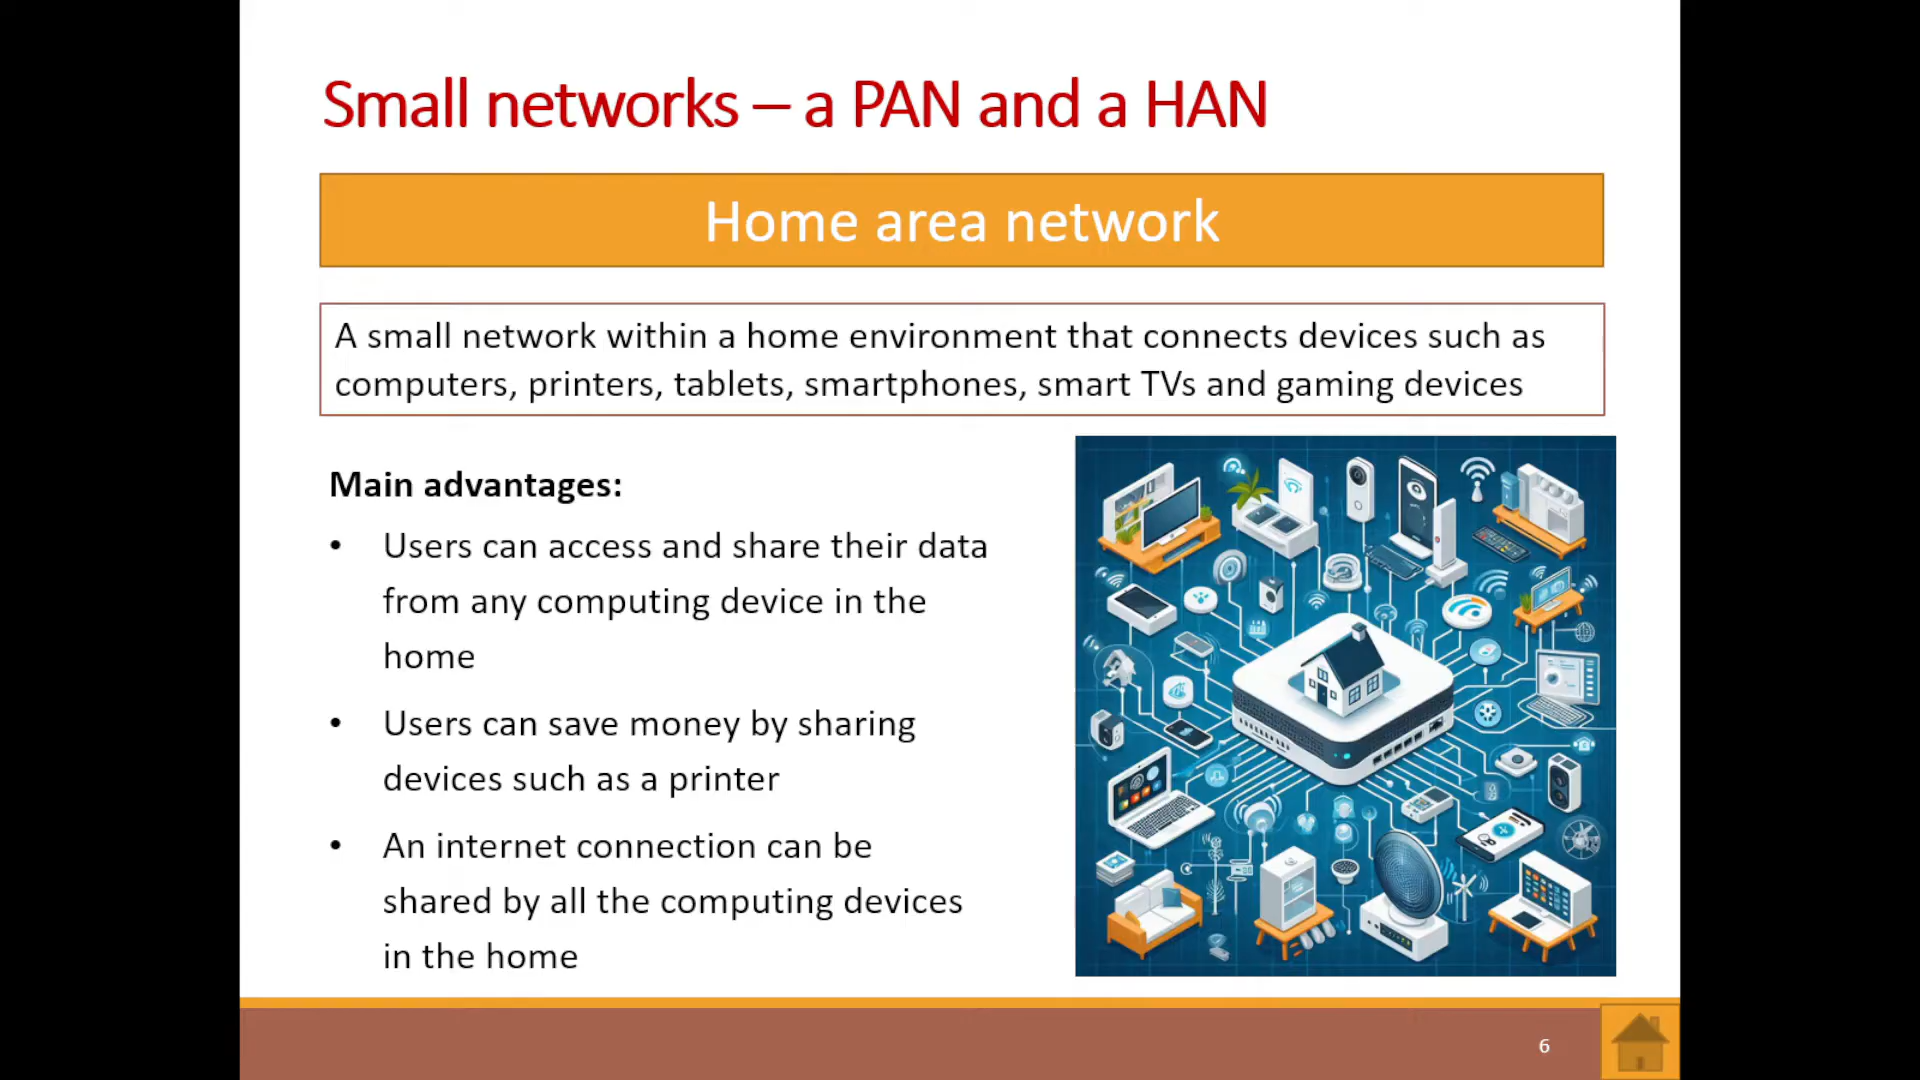 Small networks – a PAN and a HAN
Home area network
A small network within a home environment that connects devices such as
computers, printers, tablets, smartphones, smart TVs and gaming devices
Main advantages:
• Users can access and share their data
from any computing device in the
home
• Users can save money by sharing
devices such as a printer
• An internet connection can be
shared by all the computing devices
in the home
6